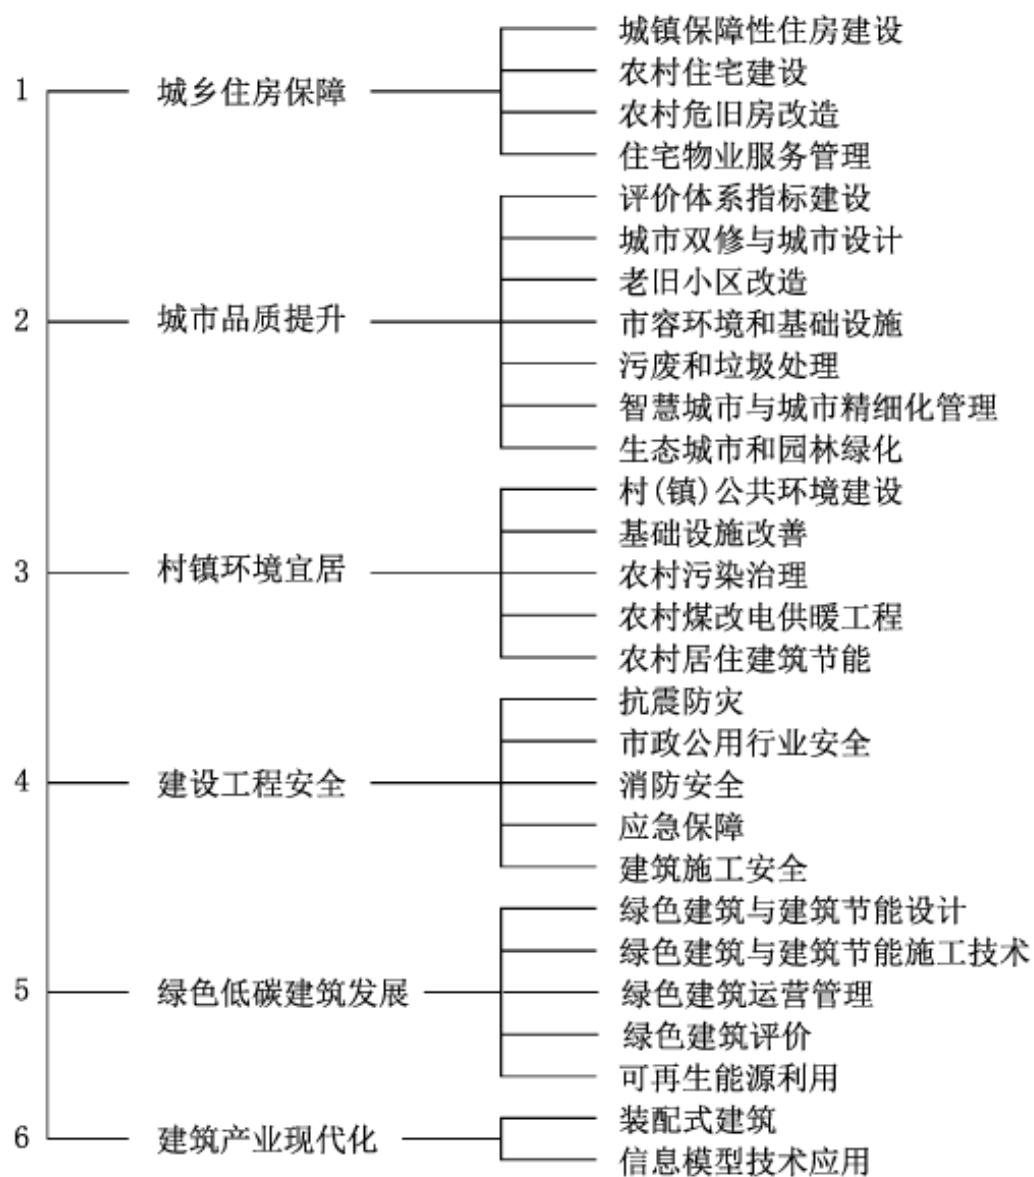 1 城乡住房保障
城镇保障性住房建设
农村住宅建设
农村危旧房改造
住宅物业服务管理
2 城市品质提升
评价体系指标建设
城市双修与城市设计
老旧小区改造
市容环境和基础设施
污废和垃圾处理
智慧城市与城市精细化管理
生态城市和园林绿化
3 村镇环境宜居
村(镇)公共环境建设
基础设施改善
农村污染治理
农村煤改电供暖工程
农村居住建筑节能
4 建设工程安全
抗震防灾
市政公用行业安全
消防安全
应急保障
建筑施工安全
5 绿色低碳建筑发展
绿色建筑与建筑节能设计
绿色建筑与建筑节能施工技术
绿色建筑运营管理
绿色建筑评价
可再生能源利用
6 建筑产业现代化
装配式建筑
信息模型技术应用